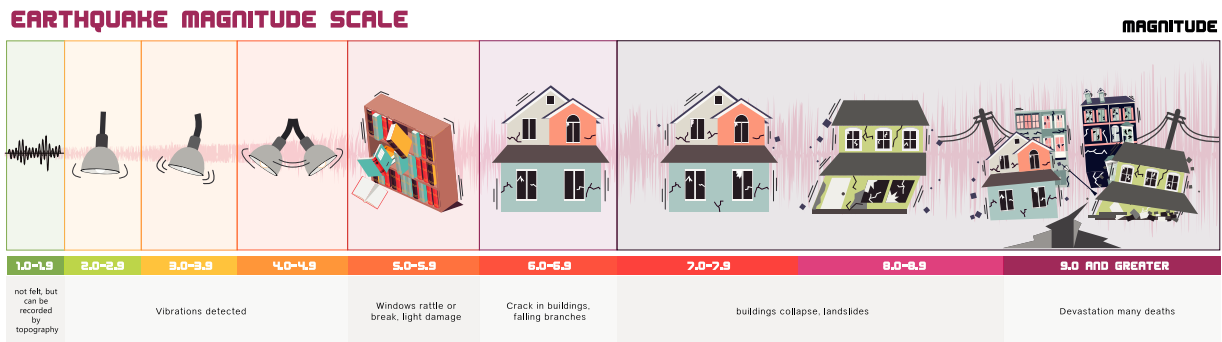 EARTHQUAKE MAGNITUDE SCALE
MAGNITUDE
1.0-1.9
2.0-2.9
3.0-3.9
4.0-4.9
5.0-5.9
6.0-6.9
7.0-7.9
8.0-8.9
9.0 AND GREATER
not felt, but
can be
recorded
by
topography
Vibrations detected
Windows rattle or
break, light damage
Crack in buildings,
falling branches
buildings collapse, landslides
Devastation many deaths